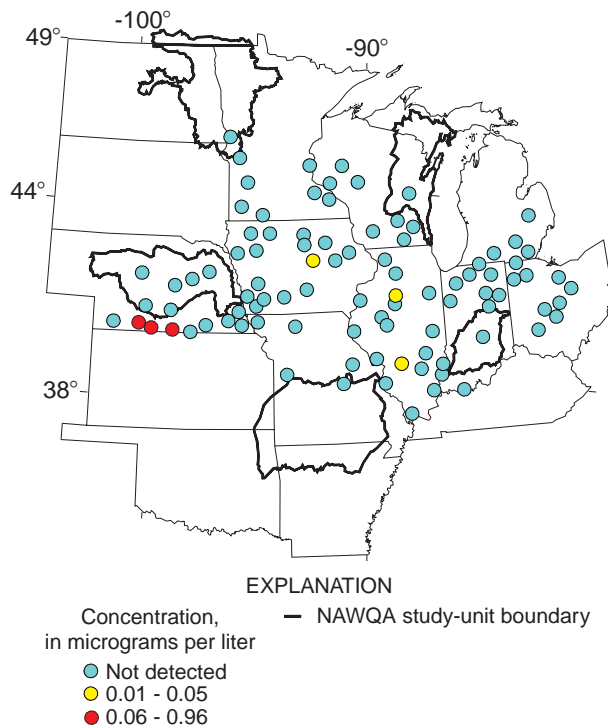 -100°
49°
-90°
44°
38°
EXPLANATION
Concentration,
in micrograms per liter
NAWQA study-unit boundary
Not detected
0.01 - 0.05
0.06 - 0.96